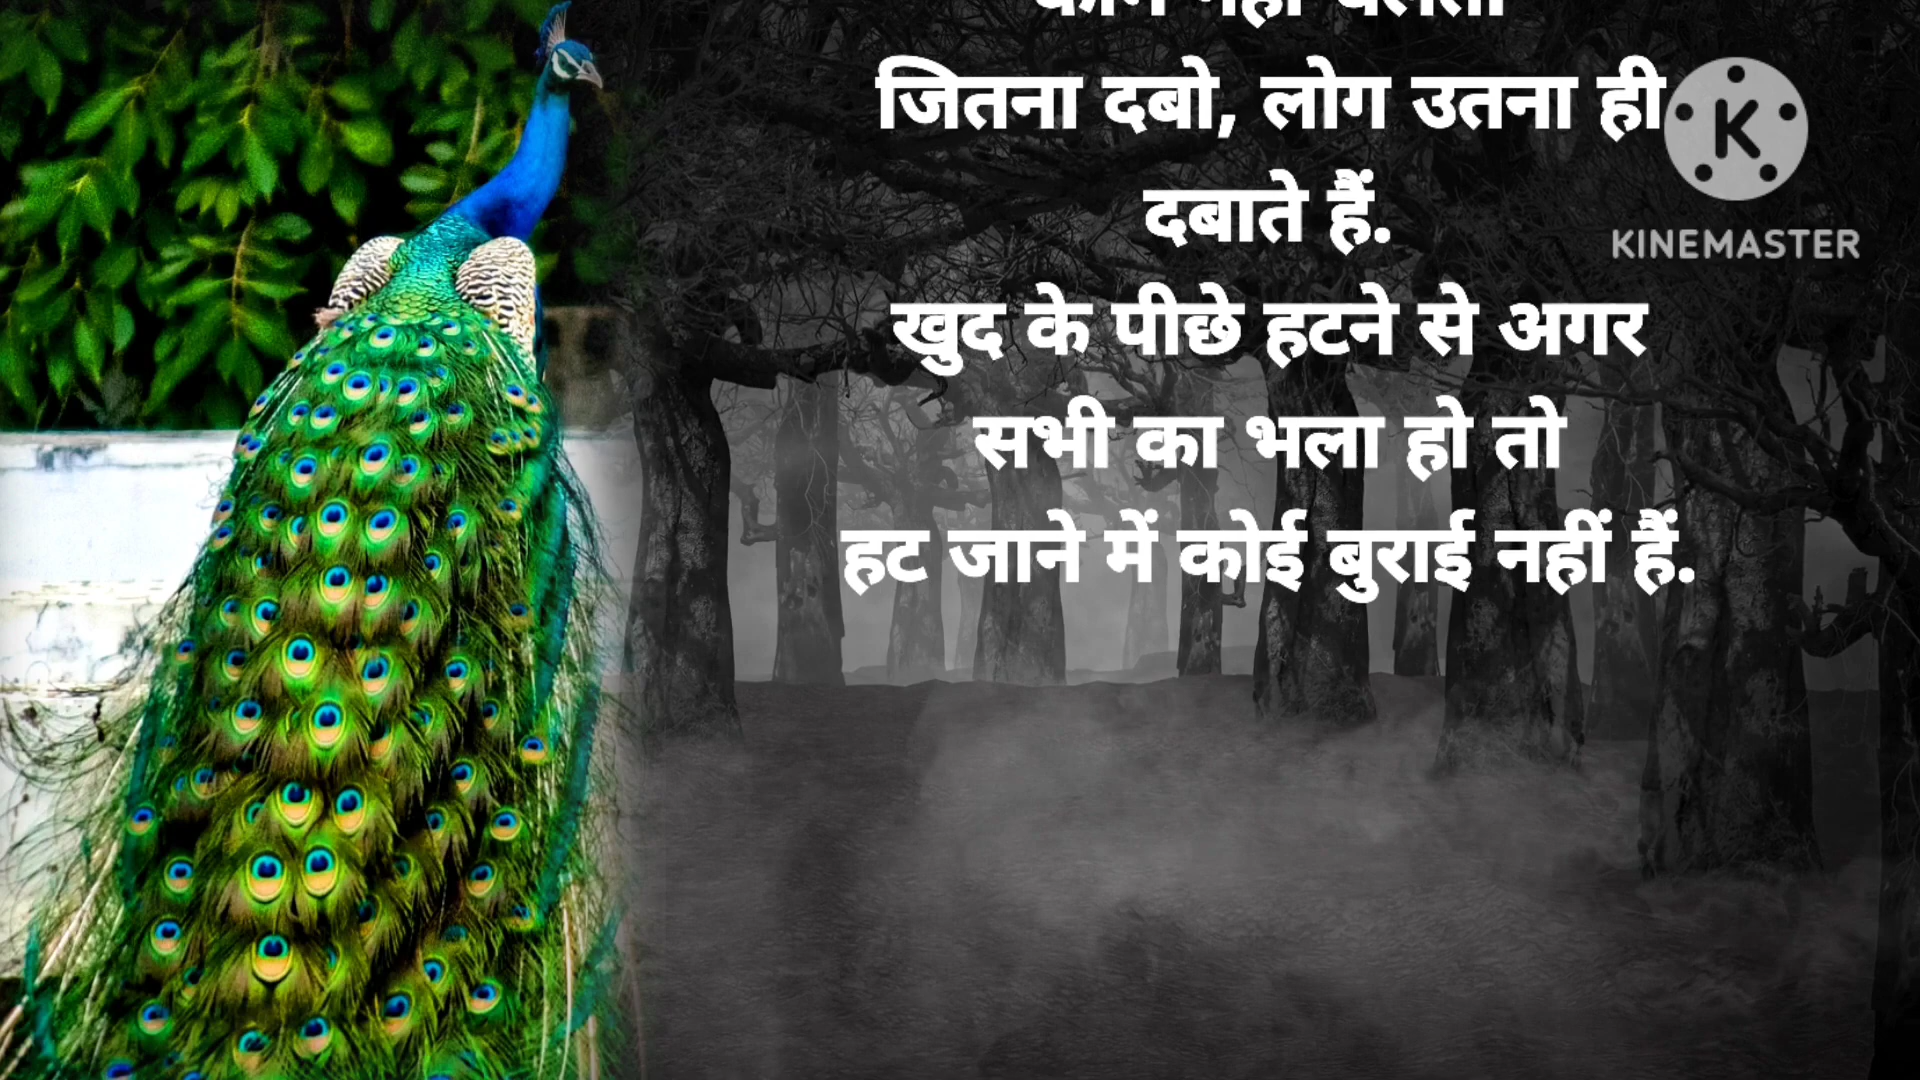 जितना दबो, लोग उतना ही
दबाते हैं.
खुद के पीछे हटने से अगर
सभी का भला हो तो
हट जाने में कोई बुराई नहीं हैं.
K
KINEMASTER